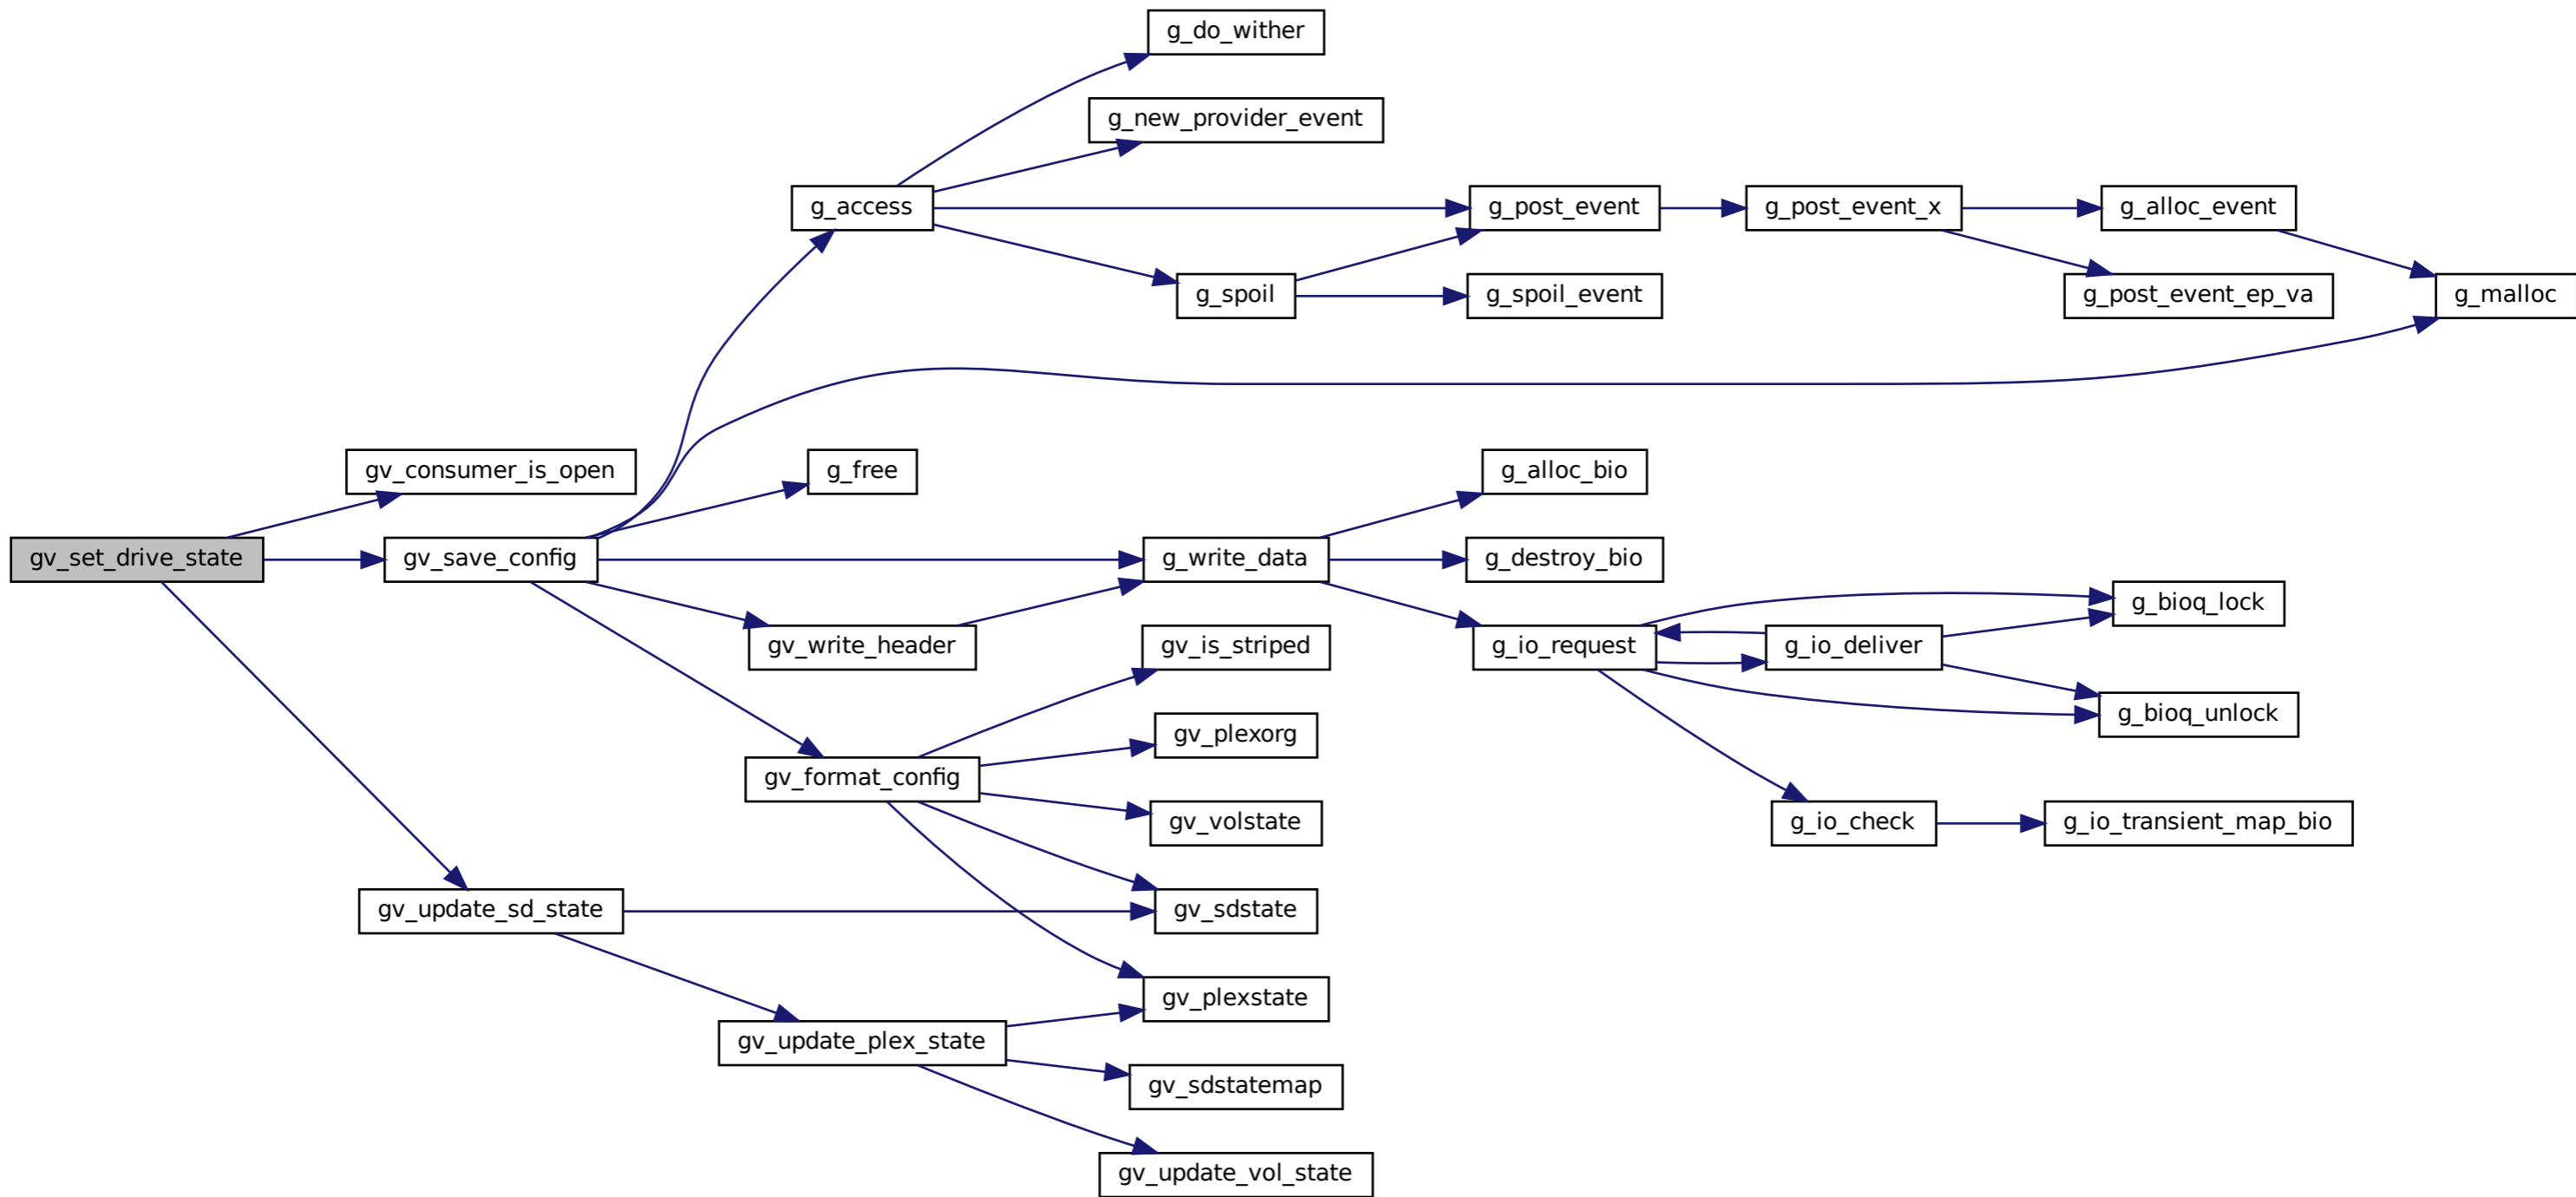 g_do_wither
g_new_provider_event
g_access
g_post_event
g_post_event_x
g_alloc_event
g_spoil
g_spoil_event
g_post_event_ep_va
g_malloc
gv_consumer_is_open
g_free
g_alloc_bio
gv_set_drive_state
gv_save_config
g_write_data
g_destroy_bio
g_bioq_lock
gv_write_header
gv_is_striped
g_io_request
g_io_deliver
g_bioq_unlock
gv_plexorg
gv_format_config
gv_volstate
g_io_check
g_io_transient_map_bio
gv_update_sd_state
gv_sdstate
gv_plexstate
gv_update_plex_state
gv_sdstatemap
gv_update_vol_state